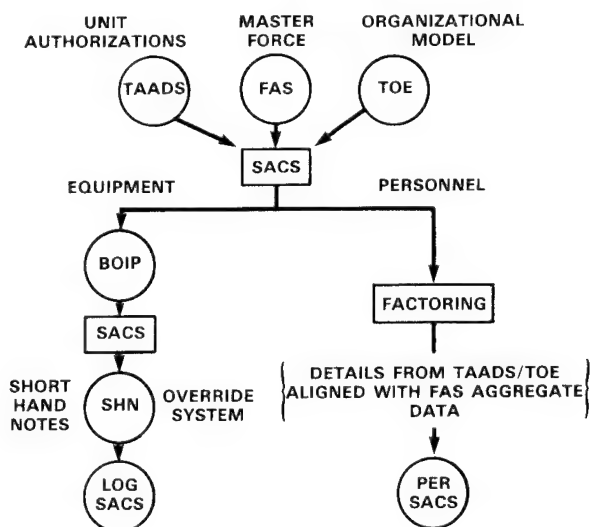 UNIT
AUTHORIZATIONS
MASTER
FORCE
ORGANIZATIONAL
MODEL
TAADS
FAS
TOE
SACS
EQUIPMENT
PERSONNEL
BOIP
FACTORING
SACS
SHORT
HAND
NOTES
SHN
OVERRIDE
SYSTEM
DETAILS FROM TAADS/TOE
ALIGNED WITH FAS AGGREGATE
DATA
LOG
SACS
PER
SACS